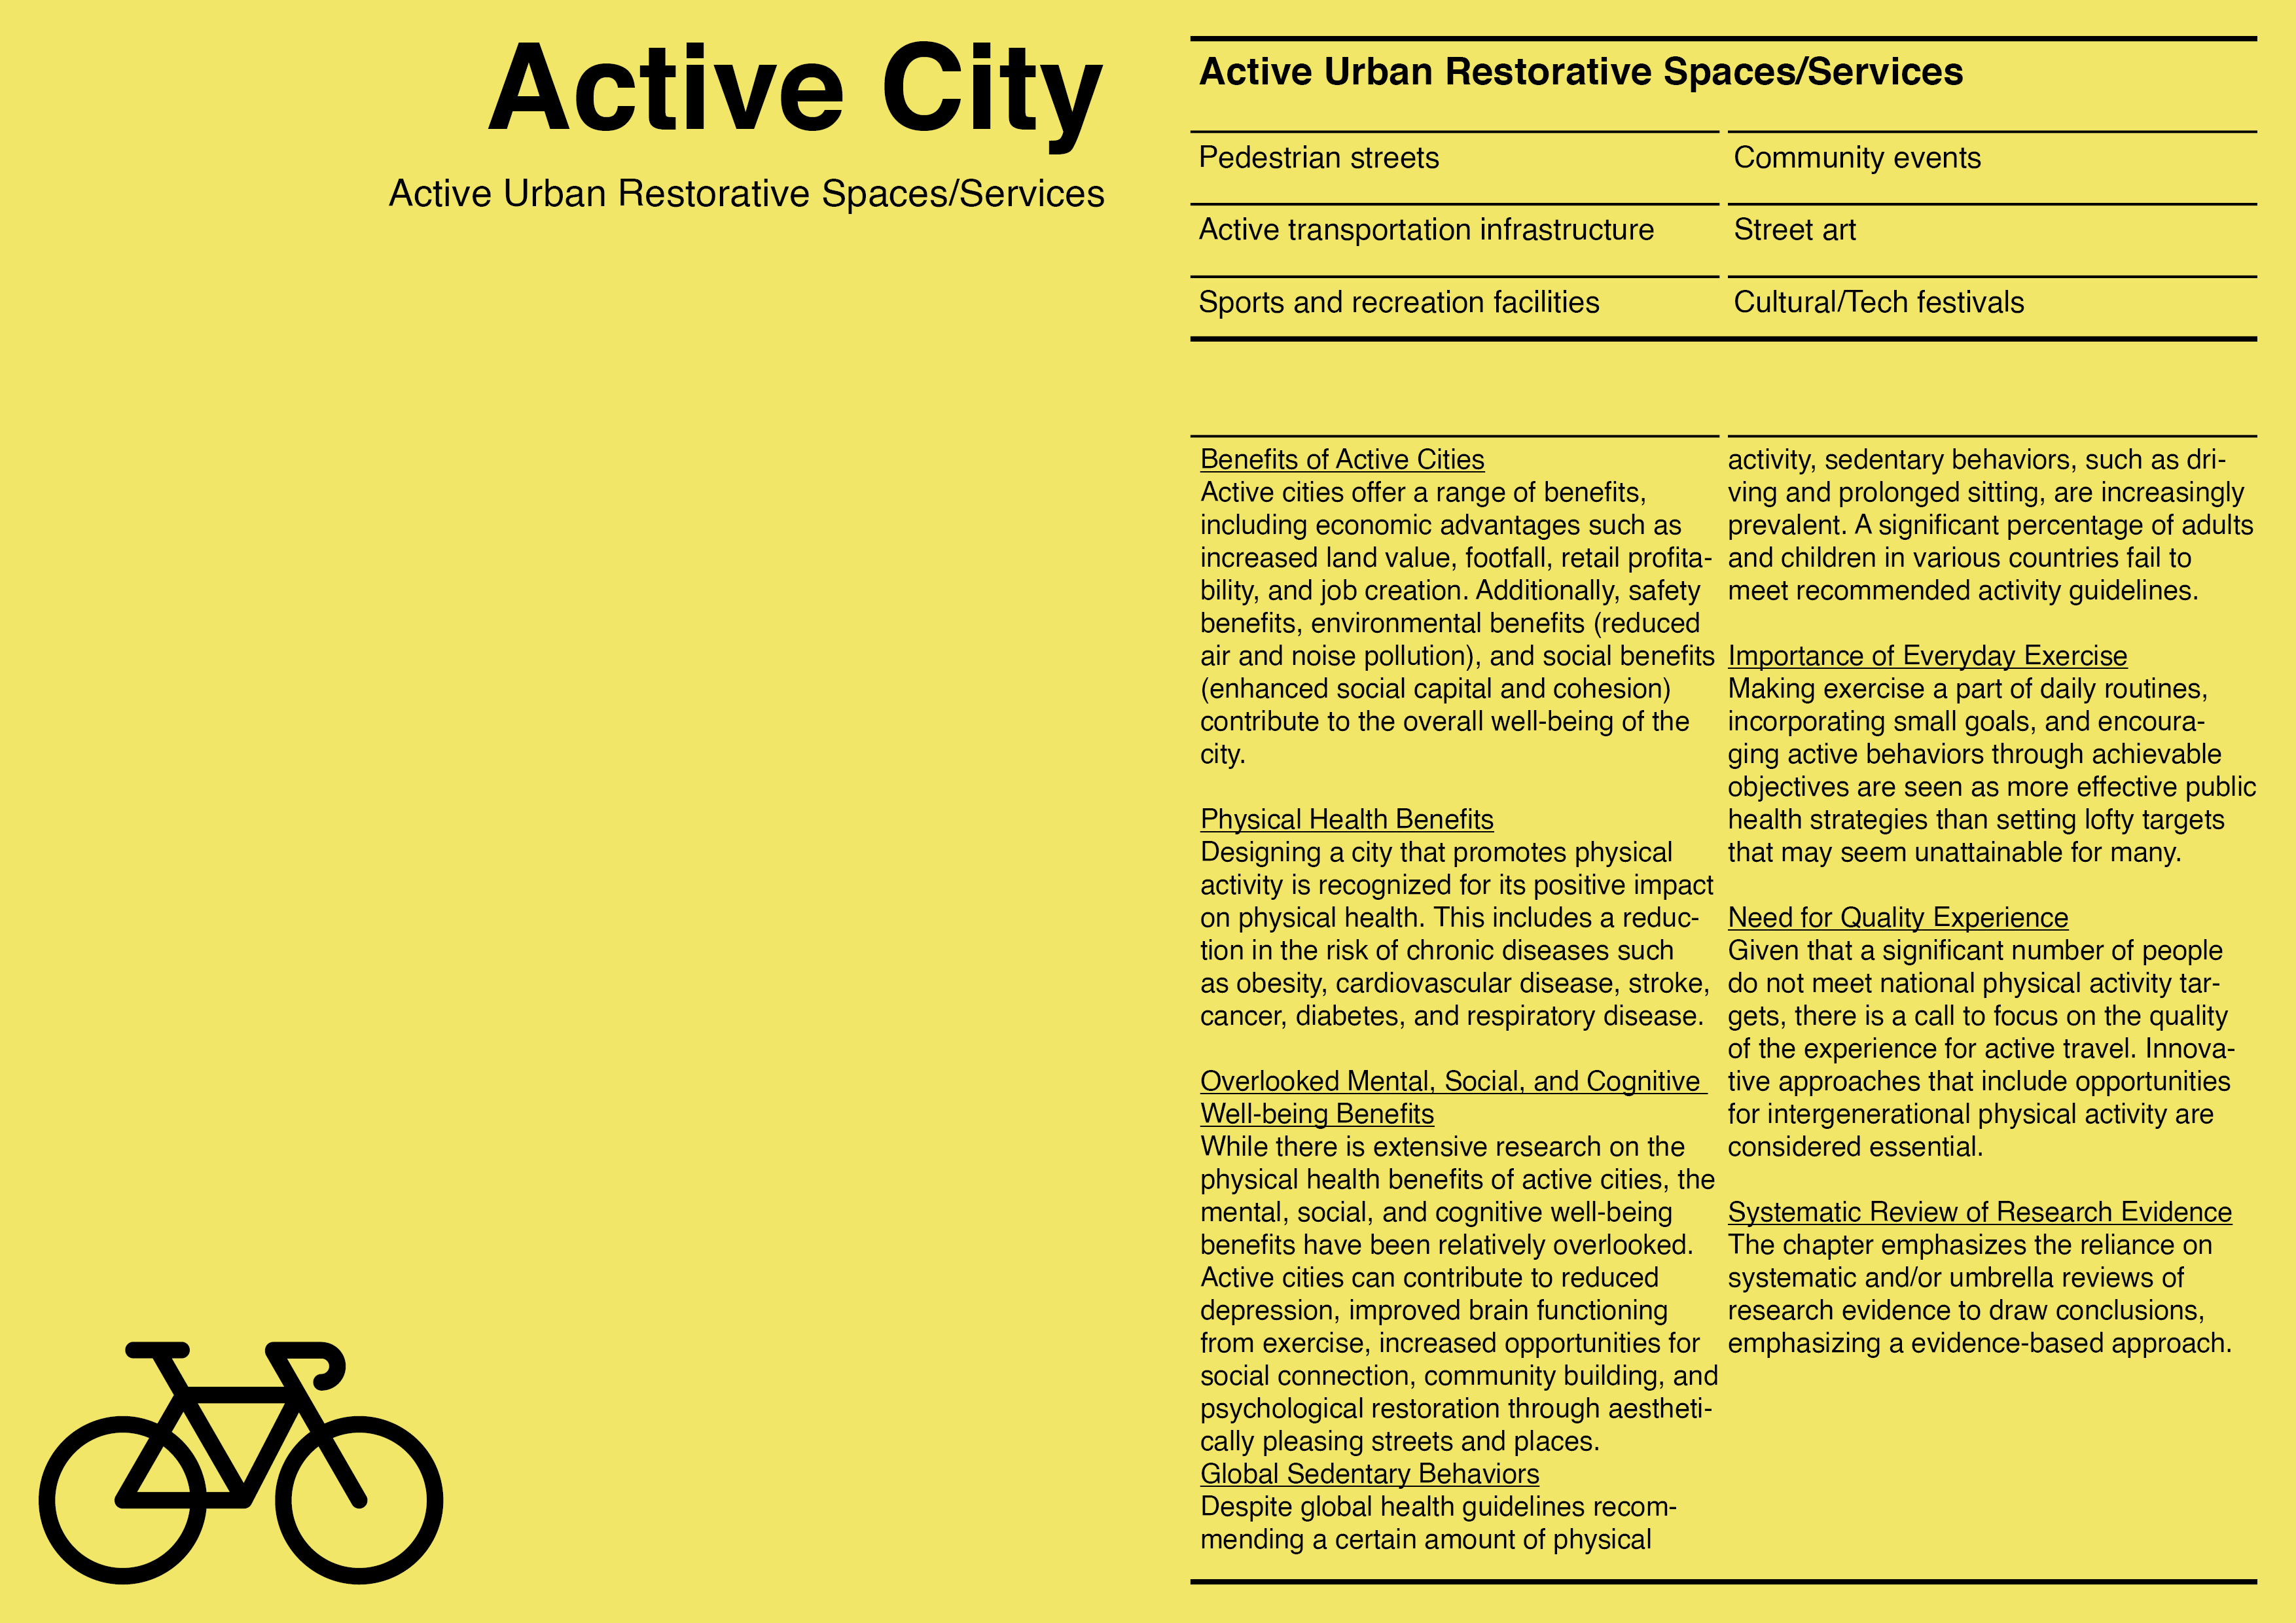 Active City
Active Urban Restorative Spaces/Services
Active Urban Restorative Spaces/Services
Pedestrian streets
Community events
Active transportation infrastructure
Street art
Sports and recreation facilities
Cultural/Tech festivals
Benefits of Active Cities
Active cities offer a range of benefits,
including economic advantages such as
increased land value, footfall, retail profita-
bility, and job creation. Additionally, safety
benefits, environmental benefits (reduced
air and noise pollution), and social benefits
(enhanced social capital and cohesion)
contribute to the overall well-being of the
city.
Physical Health Benefits
Designing a city that promotes physical
activity is recognized for its positive impact
on physical health. This includes a reduc-
tion in the risk of chronic diseases such
as obesity, cardiovascular disease, stroke,
cancer, diabetes, and respiratory disease.
Overlooked Mental, Social, and Cognitive
Well-being Benefits
While there is extensive research on the
physical health benefits of active cities, the
mental, social, and cognitive well-being
benefits have been relatively overlooked.
Active cities can contribute to reduced
depression, improved brain functioning
from exercise, increased opportunities for
social connection, community building, and
psychological restoration through aestheti-
cally pleasing streets and places.
Global Sedentary Behaviors
Despite global health guidelines recom-
mending a certain amount of physical
activity, sedentary behaviors, such as dri-
ving and prolonged sitting, are increasingly
prevalent. A significant percentage of adults
and children in various countries fail to
meet recommended activity guidelines.
Importance of Everyday Exercise
Making exercise a part of daily routines,
incorporating small goals, and encoura-
ging active behaviors through achievable
objectives are seen as more effective public
health strategies than setting lofty targets
that may seem unattainable for many.
Need for Quality Experience
Given that a significant number of people
do not meet national physical activity tar-
gets, there is a call to focus on the quality
of the experience for active travel. Innova-
tive approaches that include opportunities
for intergenerational physical activity are
considered essential.
Systematic Review of Research Evidence
The chapter emphasizes the reliance on
systematic and/or umbrella reviews of
research evidence to draw conclusions,
emphasizing a evidence-based approach.